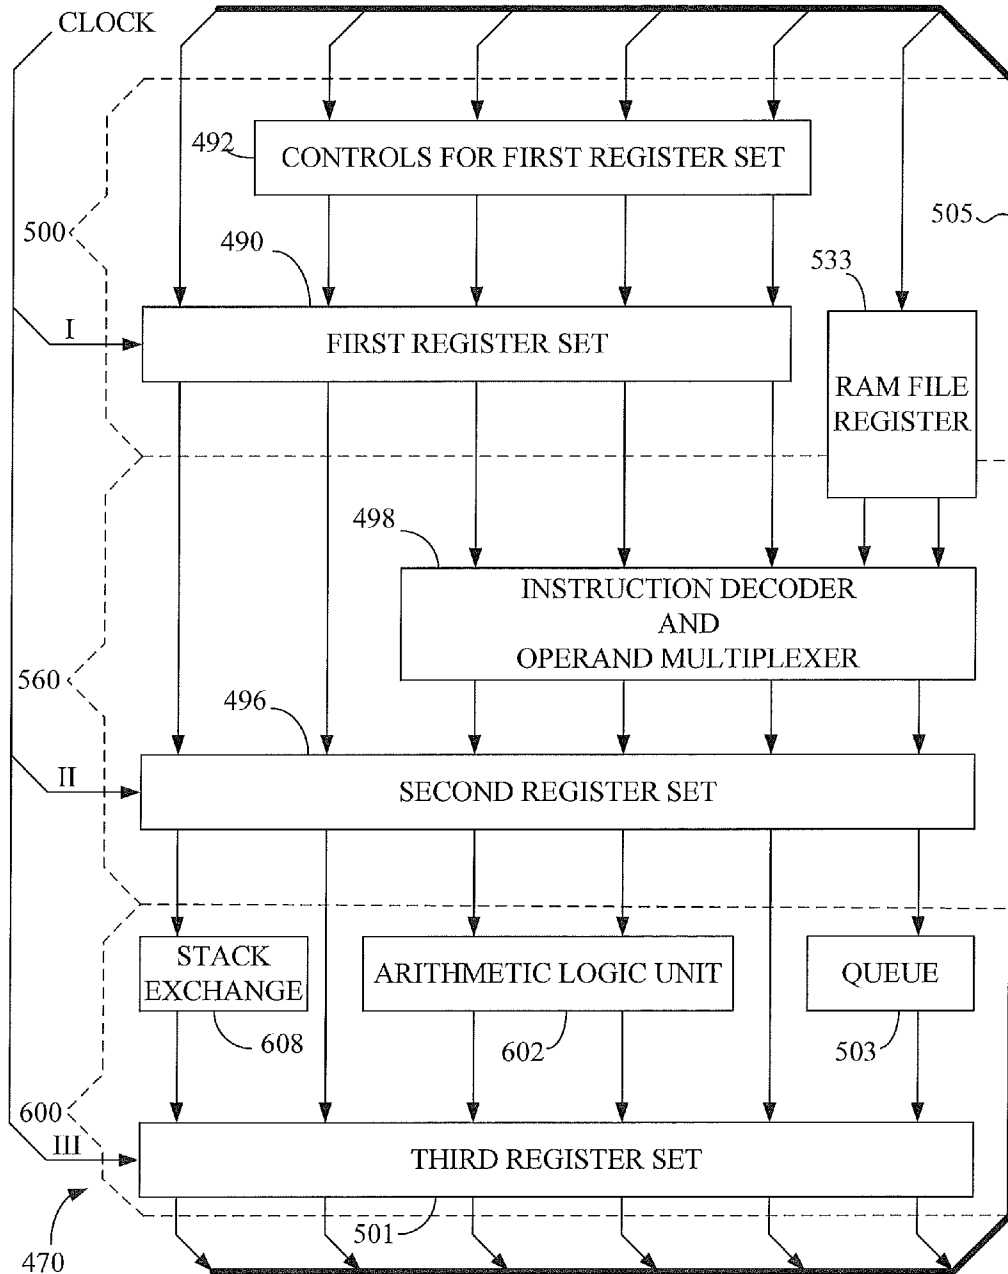 CLOCK
492
CONTROLS FOR FIRST REGISTER SET
505
500
490
533
I
FIRST REGISTER SET
RAM FILE
REGISTER
498
INSTRUCTION DECODER
AND
OPERAND MULTIPLEXER
560
496
II
SECOND REGISTER SET
STACK
EXCHANGE
ARITHMETIC LOGIC UNIT
QUEUE
608
602
503
600
III
THIRD REGISTER SET
501
470